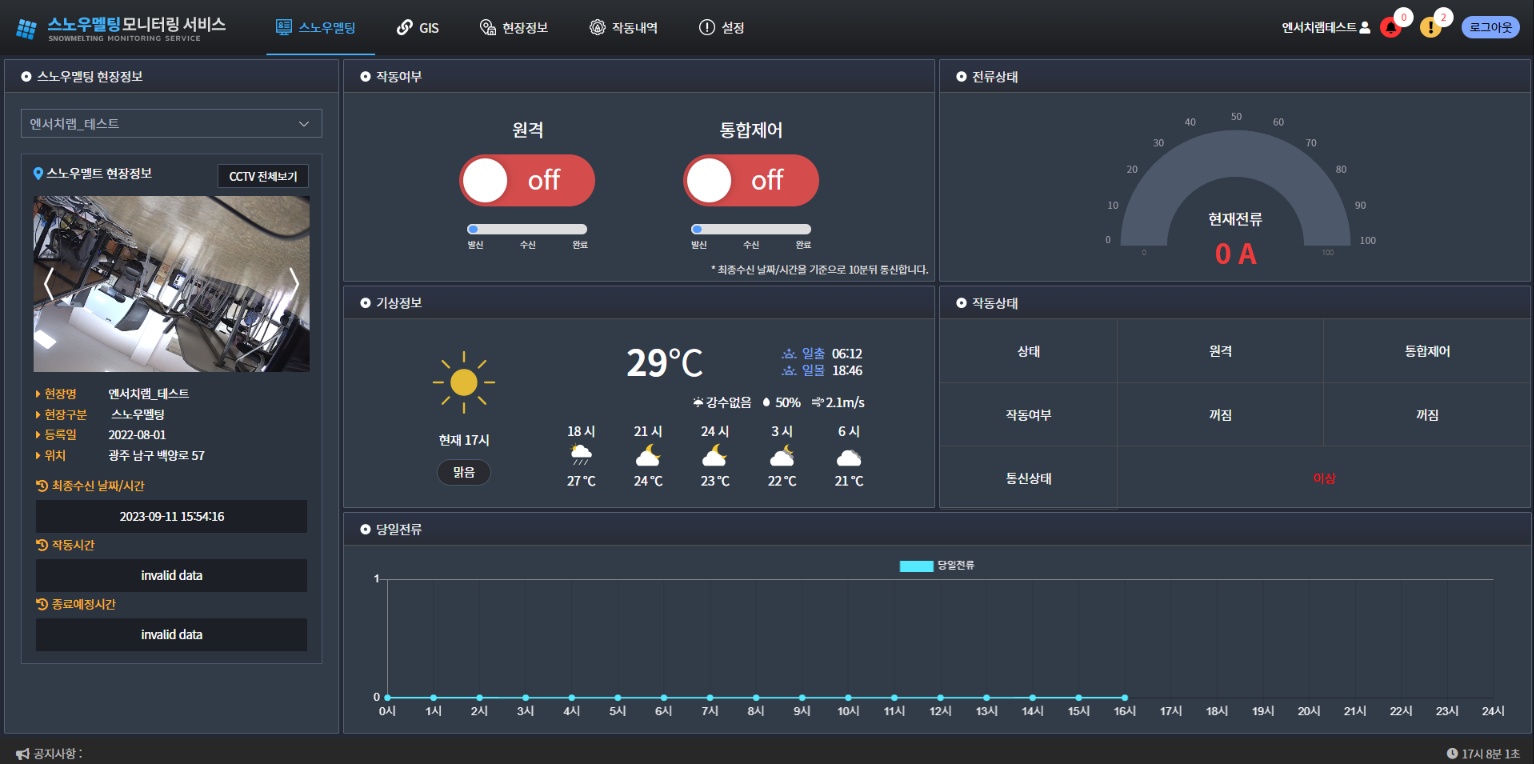 스노우멜팅모니터링 서비스
SNOWMELTING MONITORING SERVICE
스노우멜팅
GIS
현장정보
작동내역
설정
엔서치랩테스트
0
2
로그아웃
스노우멜팅 현장정보
엔서치랩_테스트
스노우멜트 현장정보
CCTV 전체보기
현장명 엔서치랩_테스트
현장구분 스노우멜팅
등록일 2022-08-01
위치 광주 남구 백양로 57
최종수신 날짜/시간
2023-09-11 15:54:16
작동시간
invalid data
종료예정시간
invalid data
작동여부
원격 통합제어
off off
발신 수신 완료 발신 수신 완료
* 최종수신 날짜/시간을 기준으로 10분뒤 통신합니다.
전류상태
0 10 20 30 40 50 60 70 80 90 100
현재전류
0 A
0 100
기상정보
현재 17시
맑음
29°C
일출 06:12
일몰 18:46
강수없음 50% 2.1m/s
18 시 21 시 24 시 3 시 6 시
27 °C 24 °C 23 °C 22 °C 21 °C
작동상태
상태 원격 통합제어
작동여부 꺼짐 꺼짐
통신상태 이상
당일전류
당일전류
1
0
0시 1시 2시 3시 4시 5시 6시 7시 8시 9시 10시 11시 12시 13시 14시 15시 16시 17시 18시 19시 20시 21시 22시 23시 24시
공지사항 :
17시 8분 1초